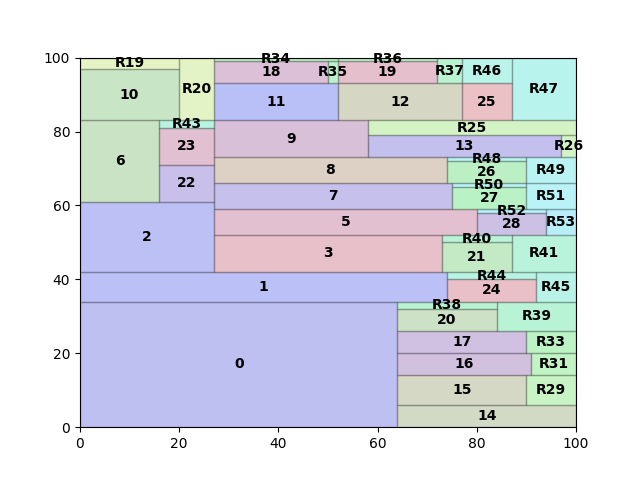 R34 R36
R19
100
18 R35 19 R37 R46
10 R20 R47
11 12 25
80
R43 R25
23 9 13 R26
6 R48
8 26 R49
22 R50
7 27 R51
60
R52
5 28 R53
2
R40
3 21 R41
40
R44
1 24 R45
R38
20 R39
17 R33
20
0 16 R31
15 R29
14
0
0 20 40 60 80 100